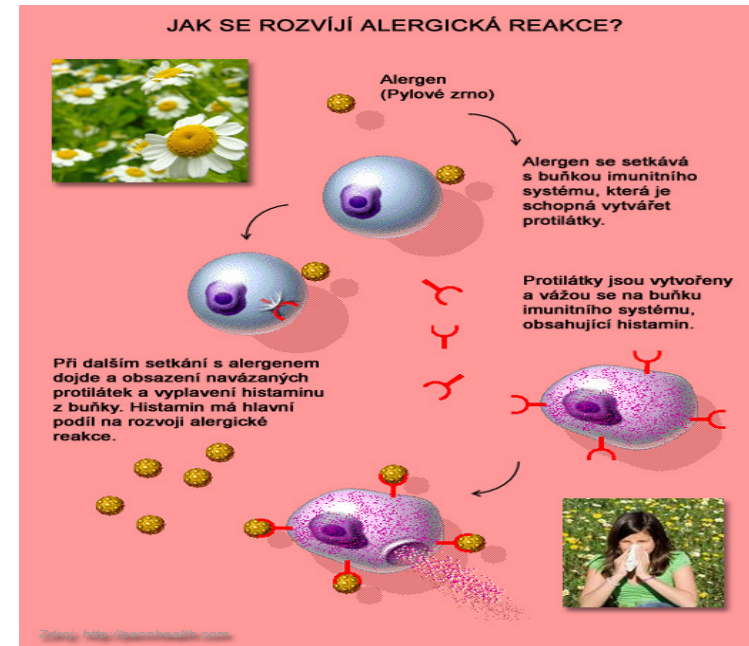 JAK SE ROZVÍJÍ ALERGICKÁ REAKCE?
Alergen
(Pylové zrno)
Alergen se setkává
s buňkou imunitního
systému, která je
schopná vytvářet
protilátky.
Protilátky jsou vytvořeny
a vážou se na buňku
imunitního systému,
obsahující histamin.
Při dalším setkání s alergenem
dojde a obsazení navázaných
protilátek a vyplavení histaminu
z buňky. Histamin má hlavní
podíl na rozvoji alergické
reakce.
Zdroj: http://